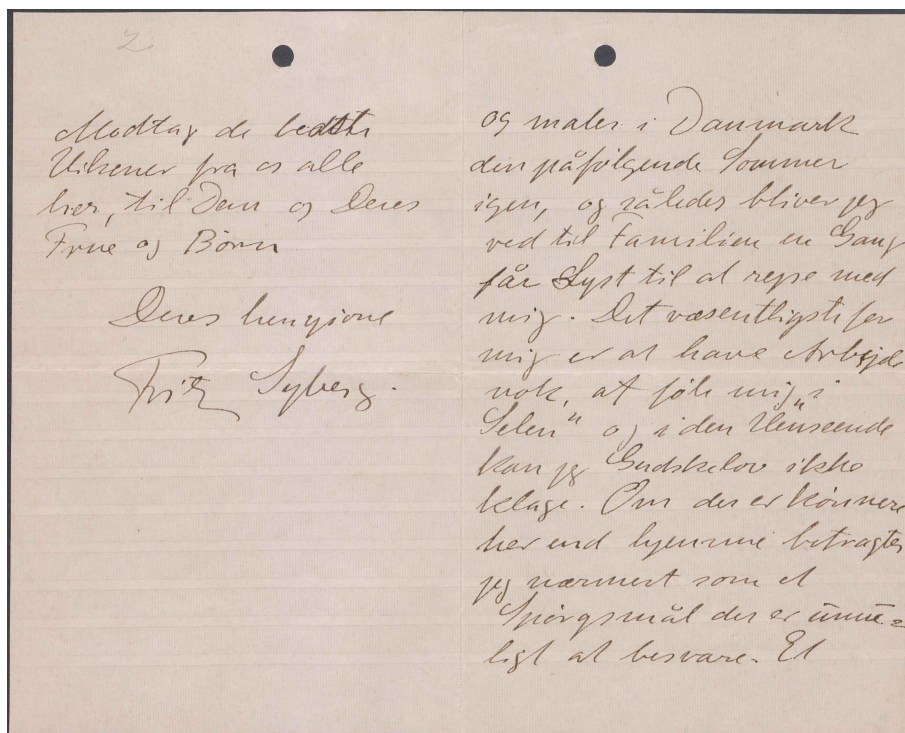 2
Modtag de bedste
Hilsener fra os alle
her, til Dem og Deres
Frue og Børn
Deres hengivne
Fritz Syberg.
og maler i Danmark
den påfølgende Sommer
igen, og således bliver jeg
ved til Familien en Gang
får Lyst til at rejse med
mig. Det væsentligste for
mig er at have Arbejde
nok, at føle mig „i
Selen" og i den Henseende
kan jeg Gudskelov ikke
klage. Om der er kønnere
her end hjemme betragter
jeg nærmest som et
Spørgsmål der er umu=
ligt at besvare. Et